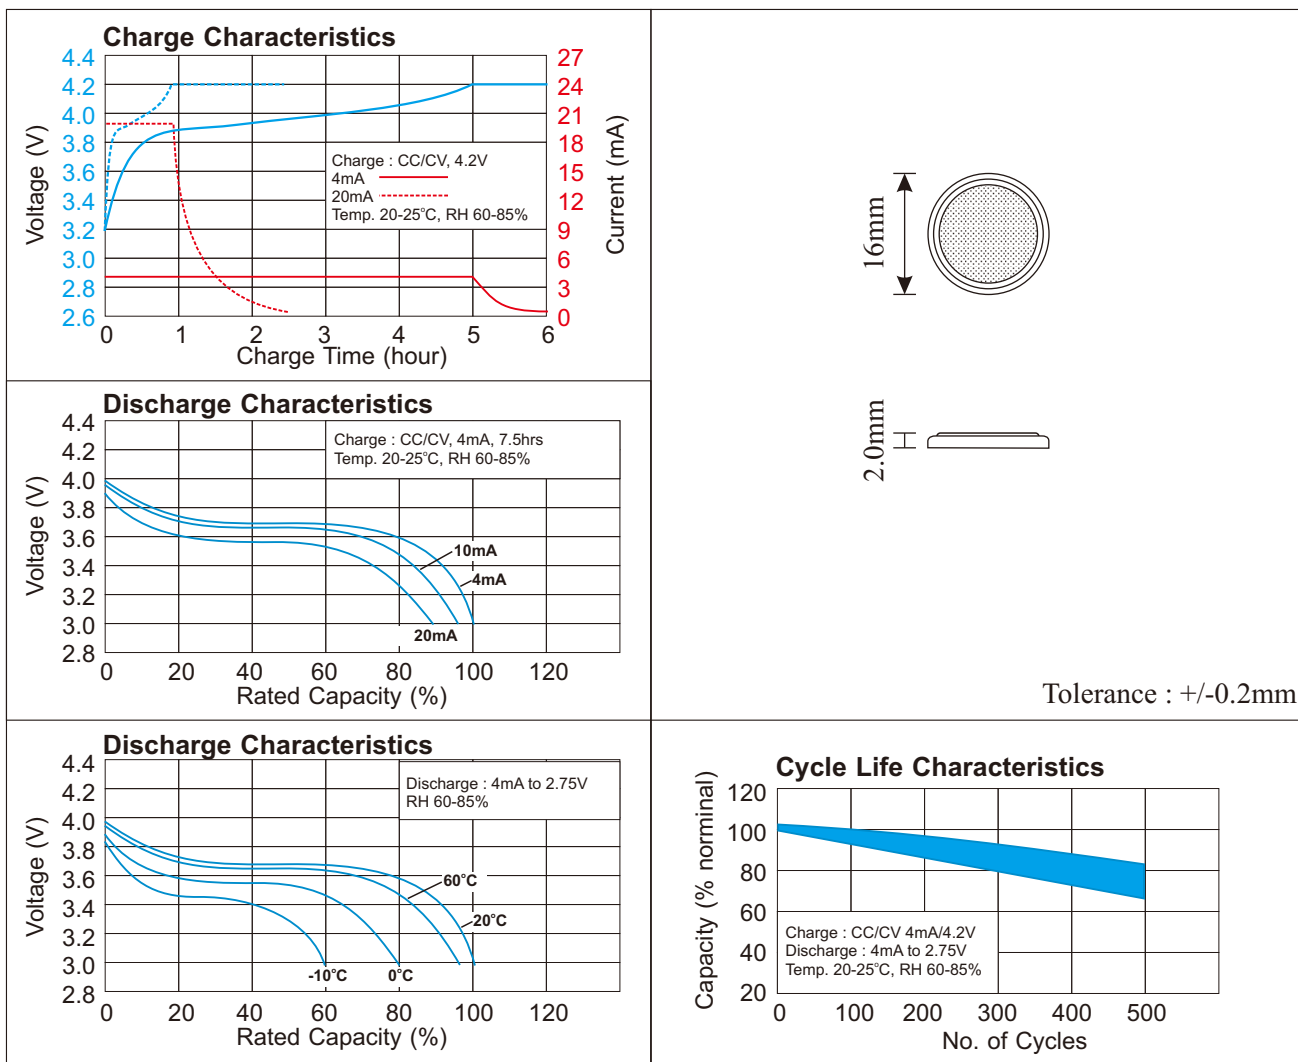 Charge Characteristics
4.4
4.2
4.0
3.8
3.6
3.4
3.2
3.0
2.8
2.6
Voltage (V)
27
24
21
18
15
12
9
6
3
0
Current (mA)
Charge : CC/CV, 4.2V
4mA
20mA
Temp. 20-25°C, RH 60-85%
0 1 2 3 4 5 6
Charge Time (hour)
16mm
2.0mm
Tolerance : +/-0.2mm
Discharge Characteristics
4.4
4.2
4.0
3.8
3.6
3.4
3.2
3.0
2.8
Voltage (V)
Charge : CC/CV, 4mA, 7.5hrs
Temp. 20-25°C, RH 60-85%
10mA
4mA
20mA
0 20 40 60 80 100 120
Rated Capacity (%)
Discharge Characteristics
4.4
4.2
4.0
3.8
3.6
3.4
3.2
3.0
2.8
Voltage (V)
Discharge : 4mA to 2.75V
RH 60-85%
60°C
20°C
-10°C
0°C
0 20 40 60 80 100 120
Rated Capacity (%)
Cycle Life Characteristics
120
100
80
60
40
20
Capacity (% norminal)
Charge : CC/CV 4mA/4.2V
Discharge : 4mA to 2.75V
Temp. 20-25°C, RH 60-85%
0 100 200 300 400 500
No. of Cycles